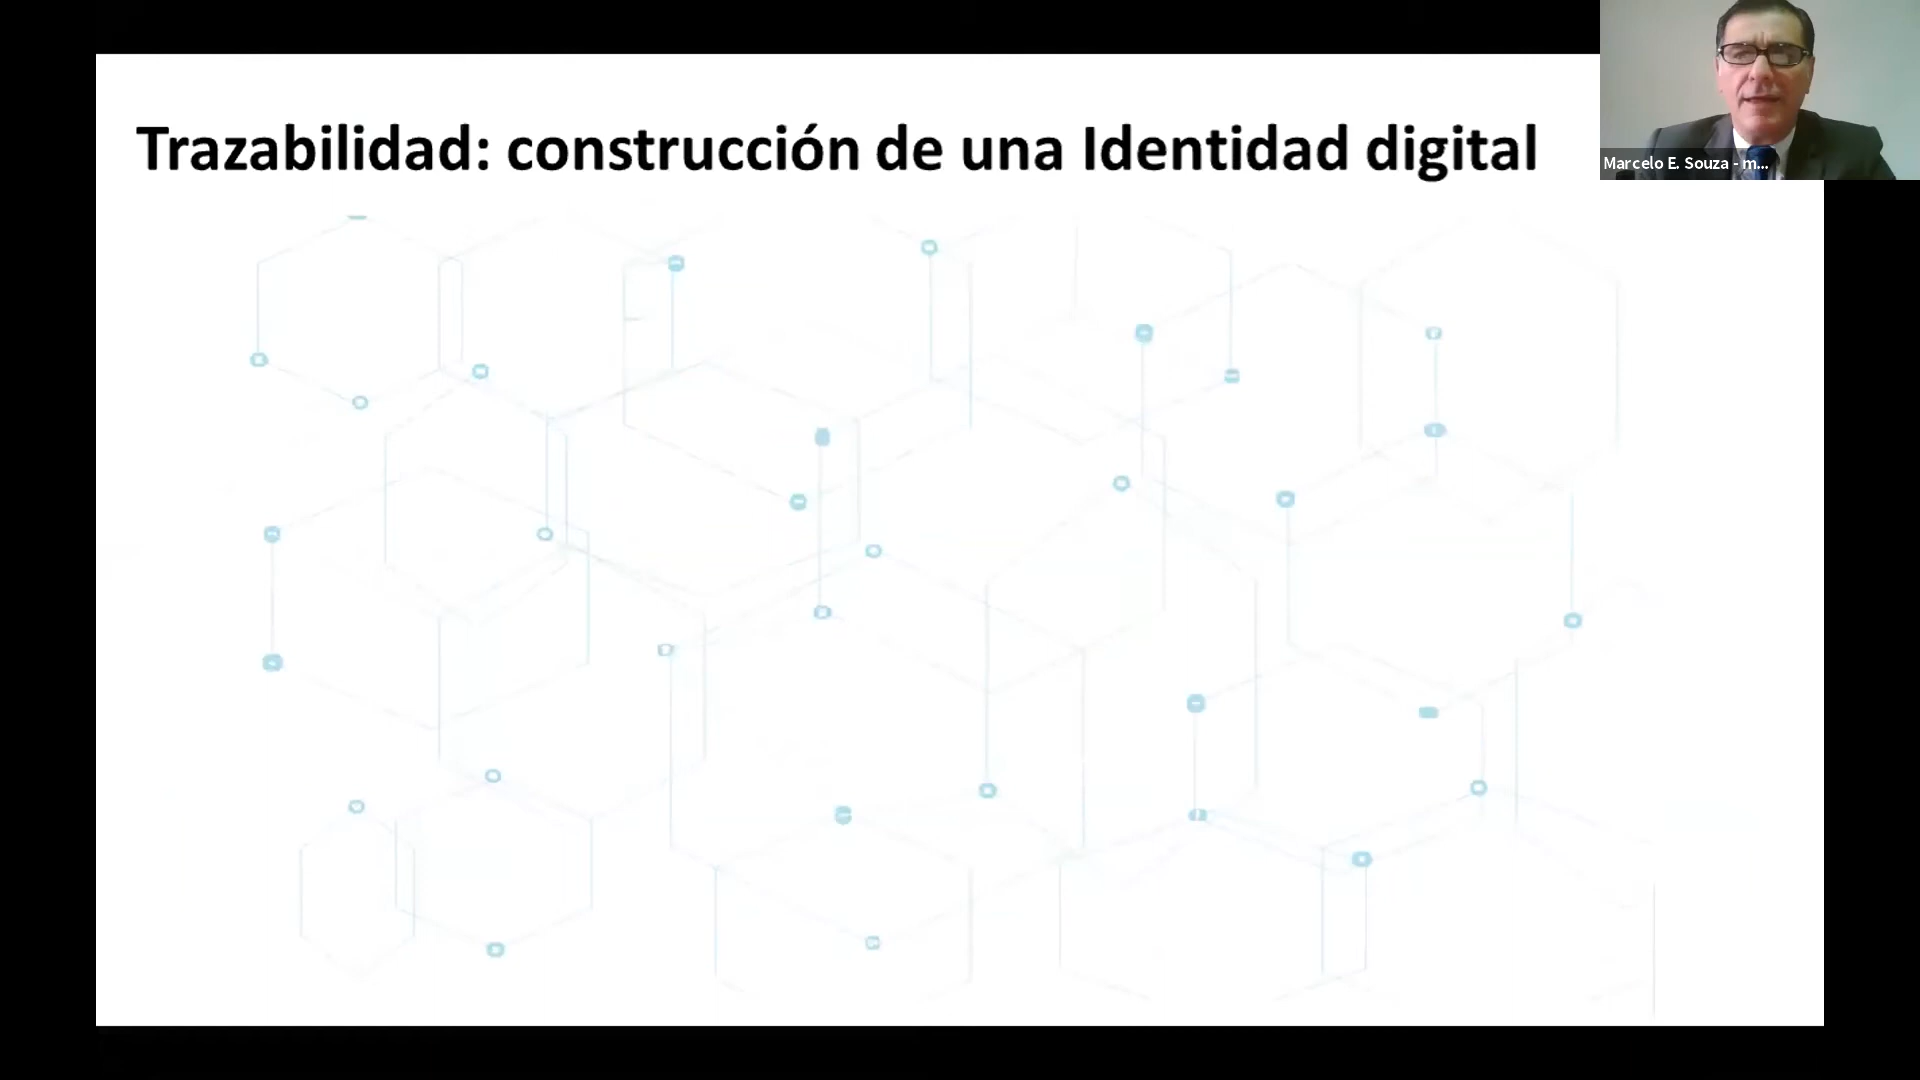 Trazabilidad: construcción de una Identidad digital
Marcelo E. Souza - m...